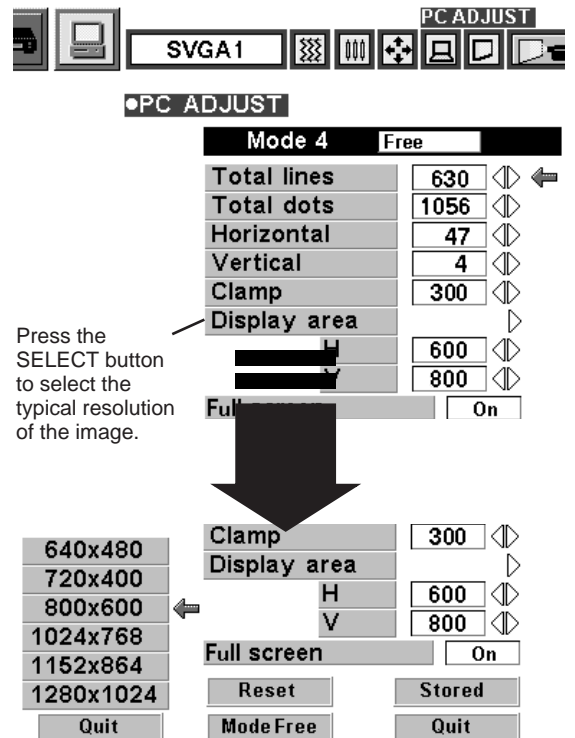 PC ADJUST
SVGA1
●PC ADJUST
Mode 4 Free
Total lines 630
Total dots 1056
Horizontal 47
Vertical 4
Clamp 300
Display area
H 600
800
Full screen On
Press the
SELECT button
to select the
typical resolution
of the image.
Clamp 300
Display area
H 600
V 800
Full screen On
640x480
720x400
800x600
1024x768
1152x864
1280x1024
Quit
Reset Stored
Mode Free Quit